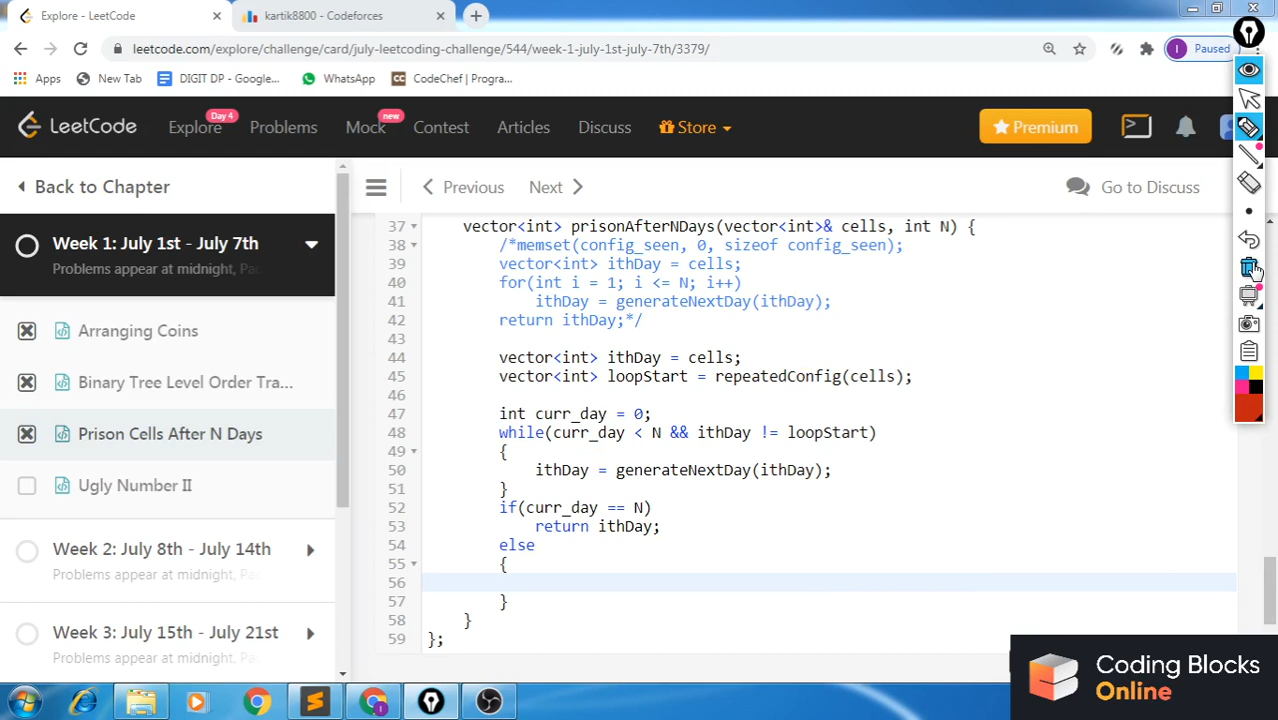 Explore - LeetCode
kartik8800 - Codeforces
leetcode.com/explore/challenge/card/july-leetcoding-challenge/544/week-1-july-1st-july-7th/3379/
I Paused
Apps New Tab DIGIT DP - Google... WhatsApp CC CodeChef | Progra...
LeetCode Explore Day 4 Problems Mock new Contest Articles Discuss Store Premium
Back to Chapter
Previous Next Go to Discuss
Week 1: July 1st - July 7th
Problems appear at midnight, Pac
Arranging Coins
Binary Tree Level Order Tra...
Prison Cells After N Days
Ugly Number II
Week 2: July 8th - July 14th
Problems appear at midnight, Pa
Week 3: July 15th - July 21st
Problems appear at midnight, Pa
37 vector<int> prisonAfterNDays(vector<int>& cells, int N) {
38 /*memset(config_seen, 0, sizeof config_seen);
39 vector<int> ithDay = cells;
40 for(int i = 1; i <= N; i++)
41 ithDay = generateNextDay(ithDay);
42 return ithDay;*/
43
44 vector<int> ithDay = cells;
45 vector<int> loopStart = repeatedConfig(cells);
46
47 int curr_day = 0;
48 while(curr_day < N && ithDay != loopStart)
49 {
50 ithDay = generateNextDay(ithDay);
51 }
52 if(curr_day == N)
53 return ithDay;
54 else
55 {
56
57 }
58 }
59 };
Coding Blocks
Online